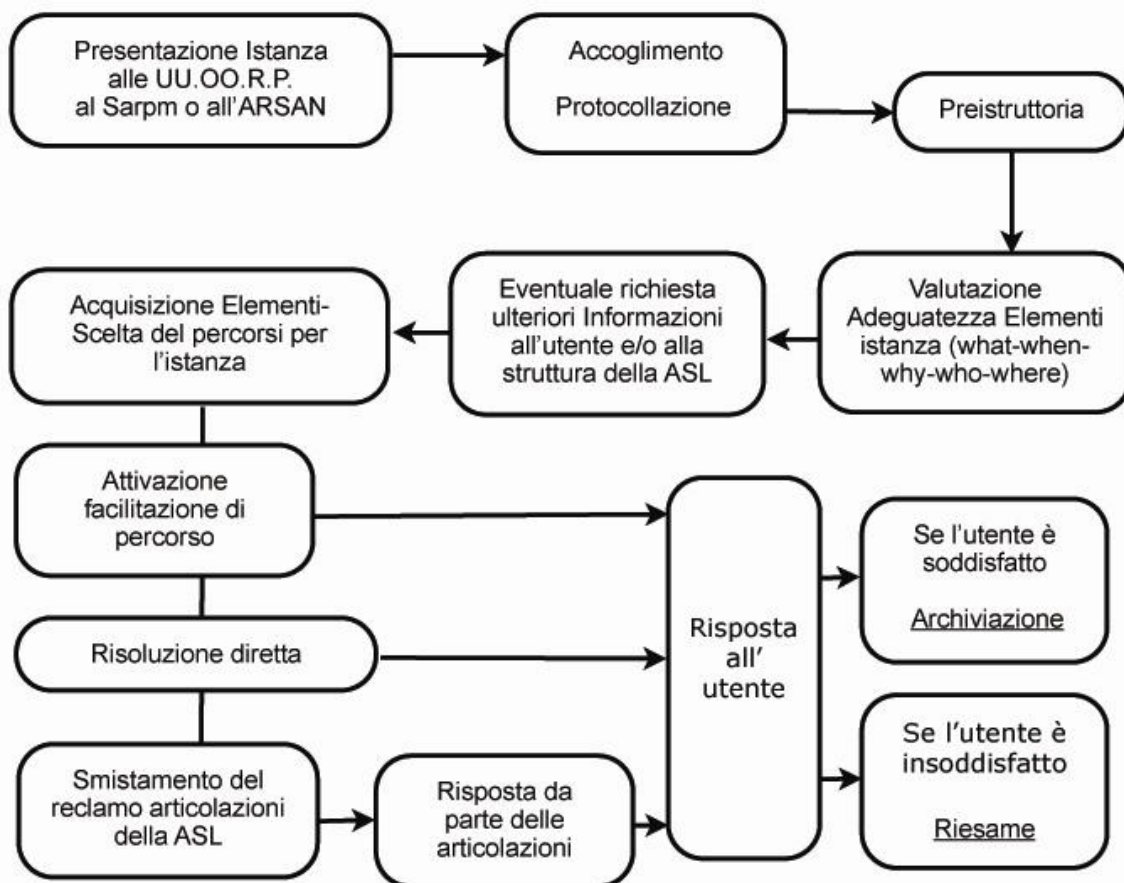 Presentazione Istanza
alle UU.OO.R.P.
al Sarpm o all'ARSAN
Accoglimento
Protocollazione
Preistruttoria
Valutazione
Adeguatezza Elementi
istanza (what-when-
why-who-where)
Eventuale richiesta
ulteriori Informazioni
all'utente e/o alla
struttura della ASL
Acquisizione Elementi-
Scelta del percorsi per
l'istanza
Attivazione
facilitazione di
percorso
Risoluzione diretta
Smistamento del
reclamo articolazioni
della ASL
Risposta da
parte delle
articolazioni
Risposta
all'
utente
Se l'utente è
soddisfatto
Archiviazione
Se l'utente è
insoddisfatto
Riesame